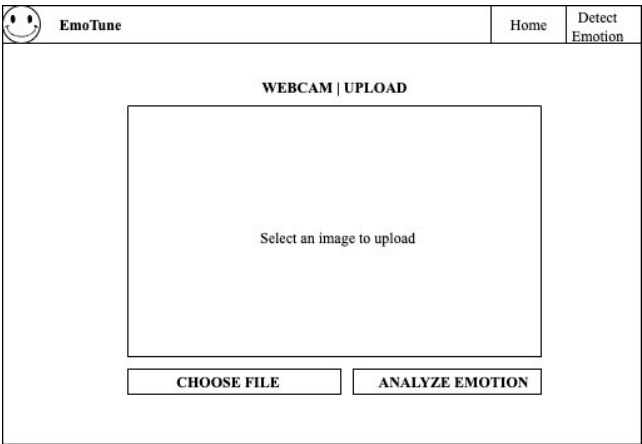 EmoTune
Home
Detect
Emotion
WEBCAM | UPLOAD
Select an image to upload
CHOOSE FILE
ANALYZE EMOTION